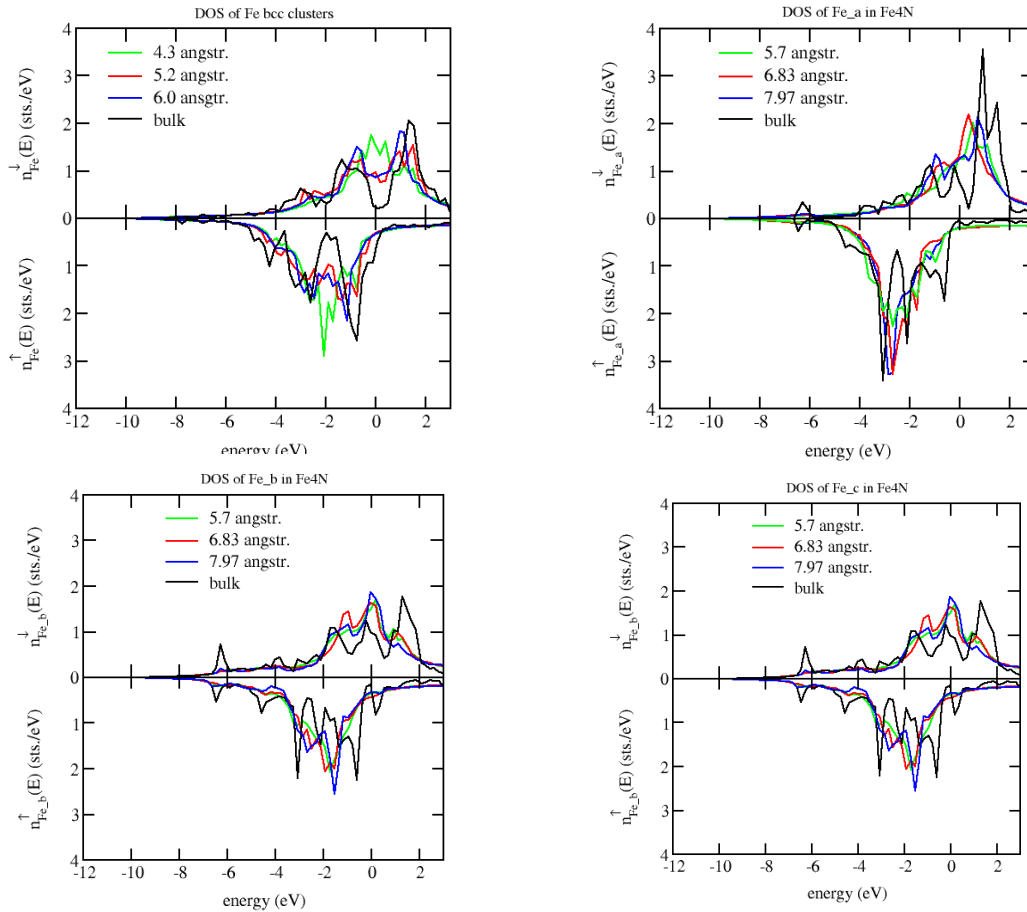 DOS of Fe bcc clusters
4
4.3 angstr.
5.2 angstr.
6.0 ansgtr.
bulk
3
2
1
0
1
2
3
4
n↓Fe(E) (sts./eV)
n↑Fe(E) (sts./eV)
-12 -10 -8 -6 -4 -2 0 2
energy (eV)
DOS of Fe_a in Fe4N
4
5.7 angstr.
6.83 angstr.
7.97 angstr.
bulk
3
2
1
0
1
2
3
4
n↓Fe_a(E) (sts./eV)
n↑Fe_a(E) (sts./eV)
-12 -10 -8 -6 -4 -2 0 2
energy (eV)
DOS of Fe_b in Fe4N
4
5.7 angstr.
6.83 angstr.
7.97 angstr.
bulk
3
2
1
0
1
2
3
4
n↓Fe_b(E) (sts./eV)
n↑Fe_b(E) (sts./eV)
-12 -10 -8 -6 -4 -2 0 2
energy (eV)
DOS of Fe_c in Fe4N
4
5.7 angstr.
6.83 angstr.
7.97 angstr.
bulk
3
2
1
0
1
2
3
4
n↓Fe_b(E) (sts./eV)
n↑Fe_b(E) (sts./eV)
-12 -10 -8 -6 -4 -2 0 2
energy (eV)